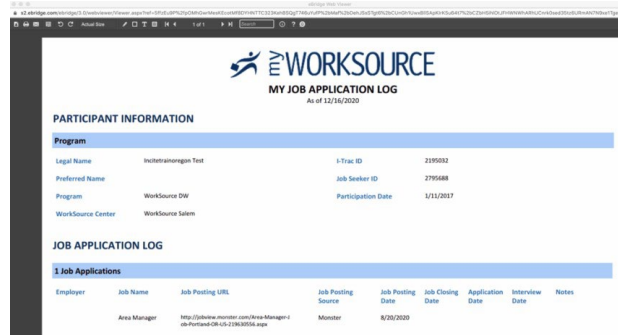 eBridge Web Viewer
Actual Size
1 of 1
Search
my WORKSOURCE
MY JOB APPLICATION LOG
As of 12/16/2020
PARTICIPANT INFORMATION
Program
Legal Name Incitetrainoregon Test I-Trac ID 2195032
Preferred Name Job Seeker ID 2795688
Program WorkSource DW Participation Date 1/11/2017
WorkSource Center WorkSource Salem
JOB APPLICATION LOG
1 Job Applications
Employer Job Name Job Posting URL Job Posting Source Job Posting Date Job Closing Date Application Date Interview Date Notes
Area Manager http://jobview.monster.com/Area-Manager-J Monster 8/20/2020
ob-Portland-OR-US-219630556.aspx